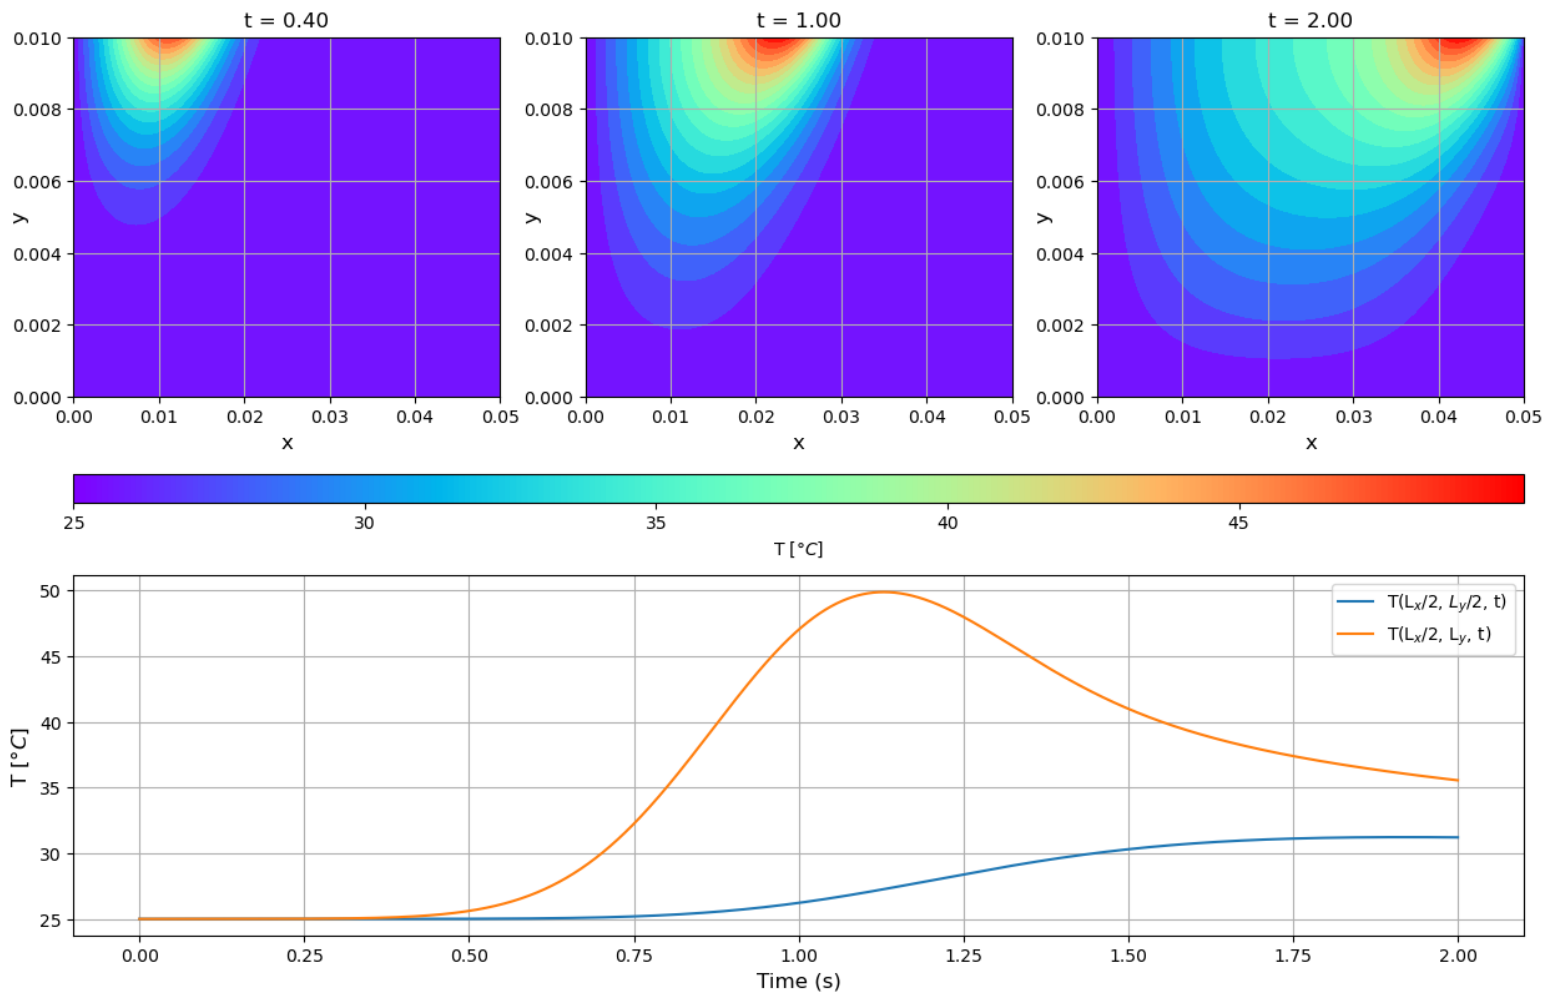 t = 0.40
t = 1.00
t = 2.00
0.010
0.008
0.006
0.004
0.002
0.000
y
0.00 0.01 0.02 0.03 0.04 0.05
x
0.010
0.008
0.006
0.004
0.002
0.000
y
0.00 0.01 0.02 0.03 0.04 0.05
x
0.010
0.008
0.006
0.004
0.002
0.000
y
0.00 0.01 0.02 0.03 0.04 0.05
x
25 30 35 40 45
T [°C]
50
45
40
35
30
25
T [°C]
T(Lₓ/2, L_y/2, t)
T(Lₓ/2, L_y, t)
0.00 0.25 0.50 0.75 1.00 1.25 1.50 1.75 2.00
Time (s)